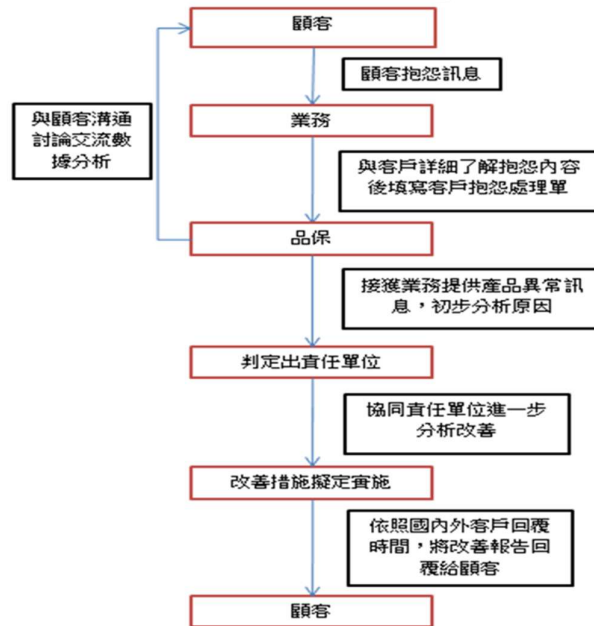 顧客
顧客抱怨訊息
與顧客溝通
討論交流數
據分析
業務
與客戶詳細了解抱怨內容
後填寫客戶抱怨處理單
品保
接獲業務提供產品異常訊
息，初步分析原因
判定出責任單位
協同責任單位進一步
分析改善
改善措施擬定實施
依照國內外客戶回覆
時間，將改善報告回
覆給顧客
顧客